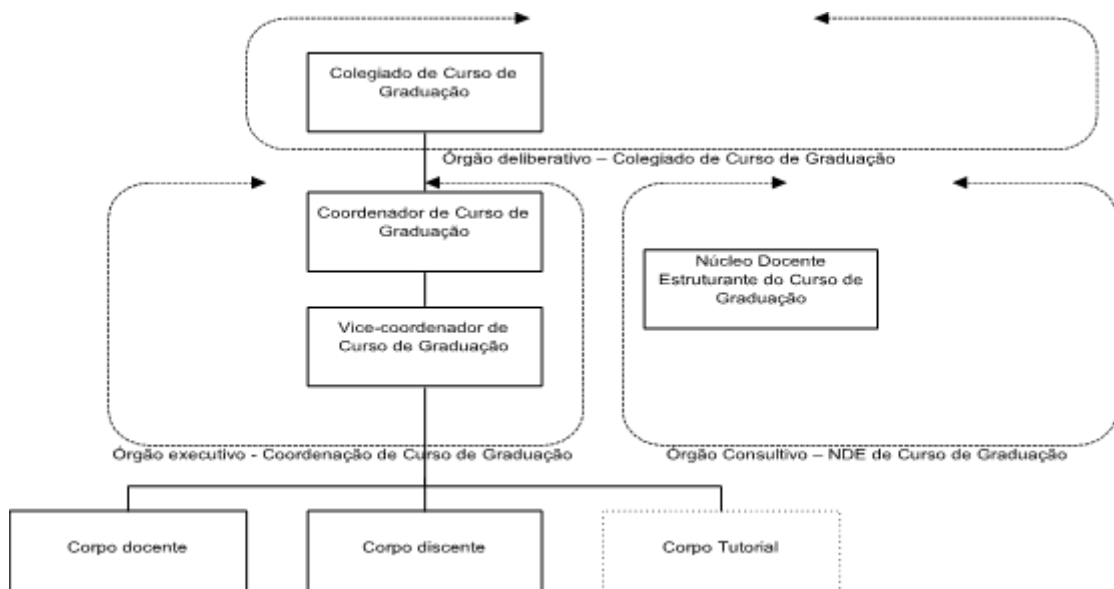 Colegiado de Curso de
Graduação
Órgão deliberativo – Colegiado de Curso de Graduação
Coordenador de Curso de
Graduação
Núcleo Docente
Estruturante do Curso de
Graduação
Vice-coordenador de
Curso de Graduação
Órgão executivo - Coordenação de Curso de Graduação
Órgão Consultivo – NDE de Curso de Graduação
Corpo docente
Corpo discente
Corpo Tutorial